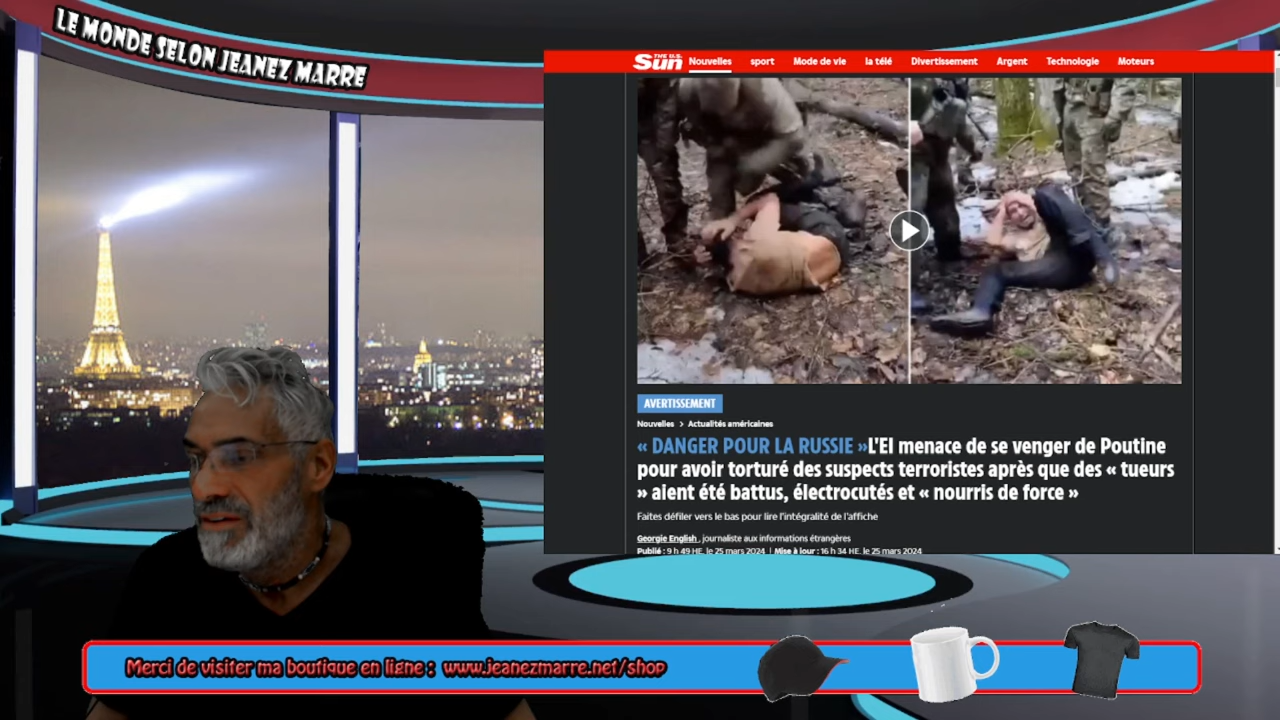 LE MONDE SELON JEANEZ MARRE
THE U.S. Sun Nouvelles sport Mode de vie la télé Divertissement Argent Technologie Moteurs
AVERTISSEMENT
Nouvelles > Actualités américaines
« DANGER POUR LA RUSSIE »L'EI menace de se venger de Poutine
pour avoir torturé des suspects terroristes après que des « tueurs
» aient été battus, électrocutés et « nourris de force »
Faites défiler vers le bas pour lire l'intégralité de l'affiche
Georgie English , journaliste aux informations étrangères
Publié : 9 h 49 HE, le 25 mars 2024 | Mise à jour : 16 h 34 HE, le 25 mars 2024
Merci de visiter ma boutique en ligne : www.jeanezmarre.net/shop